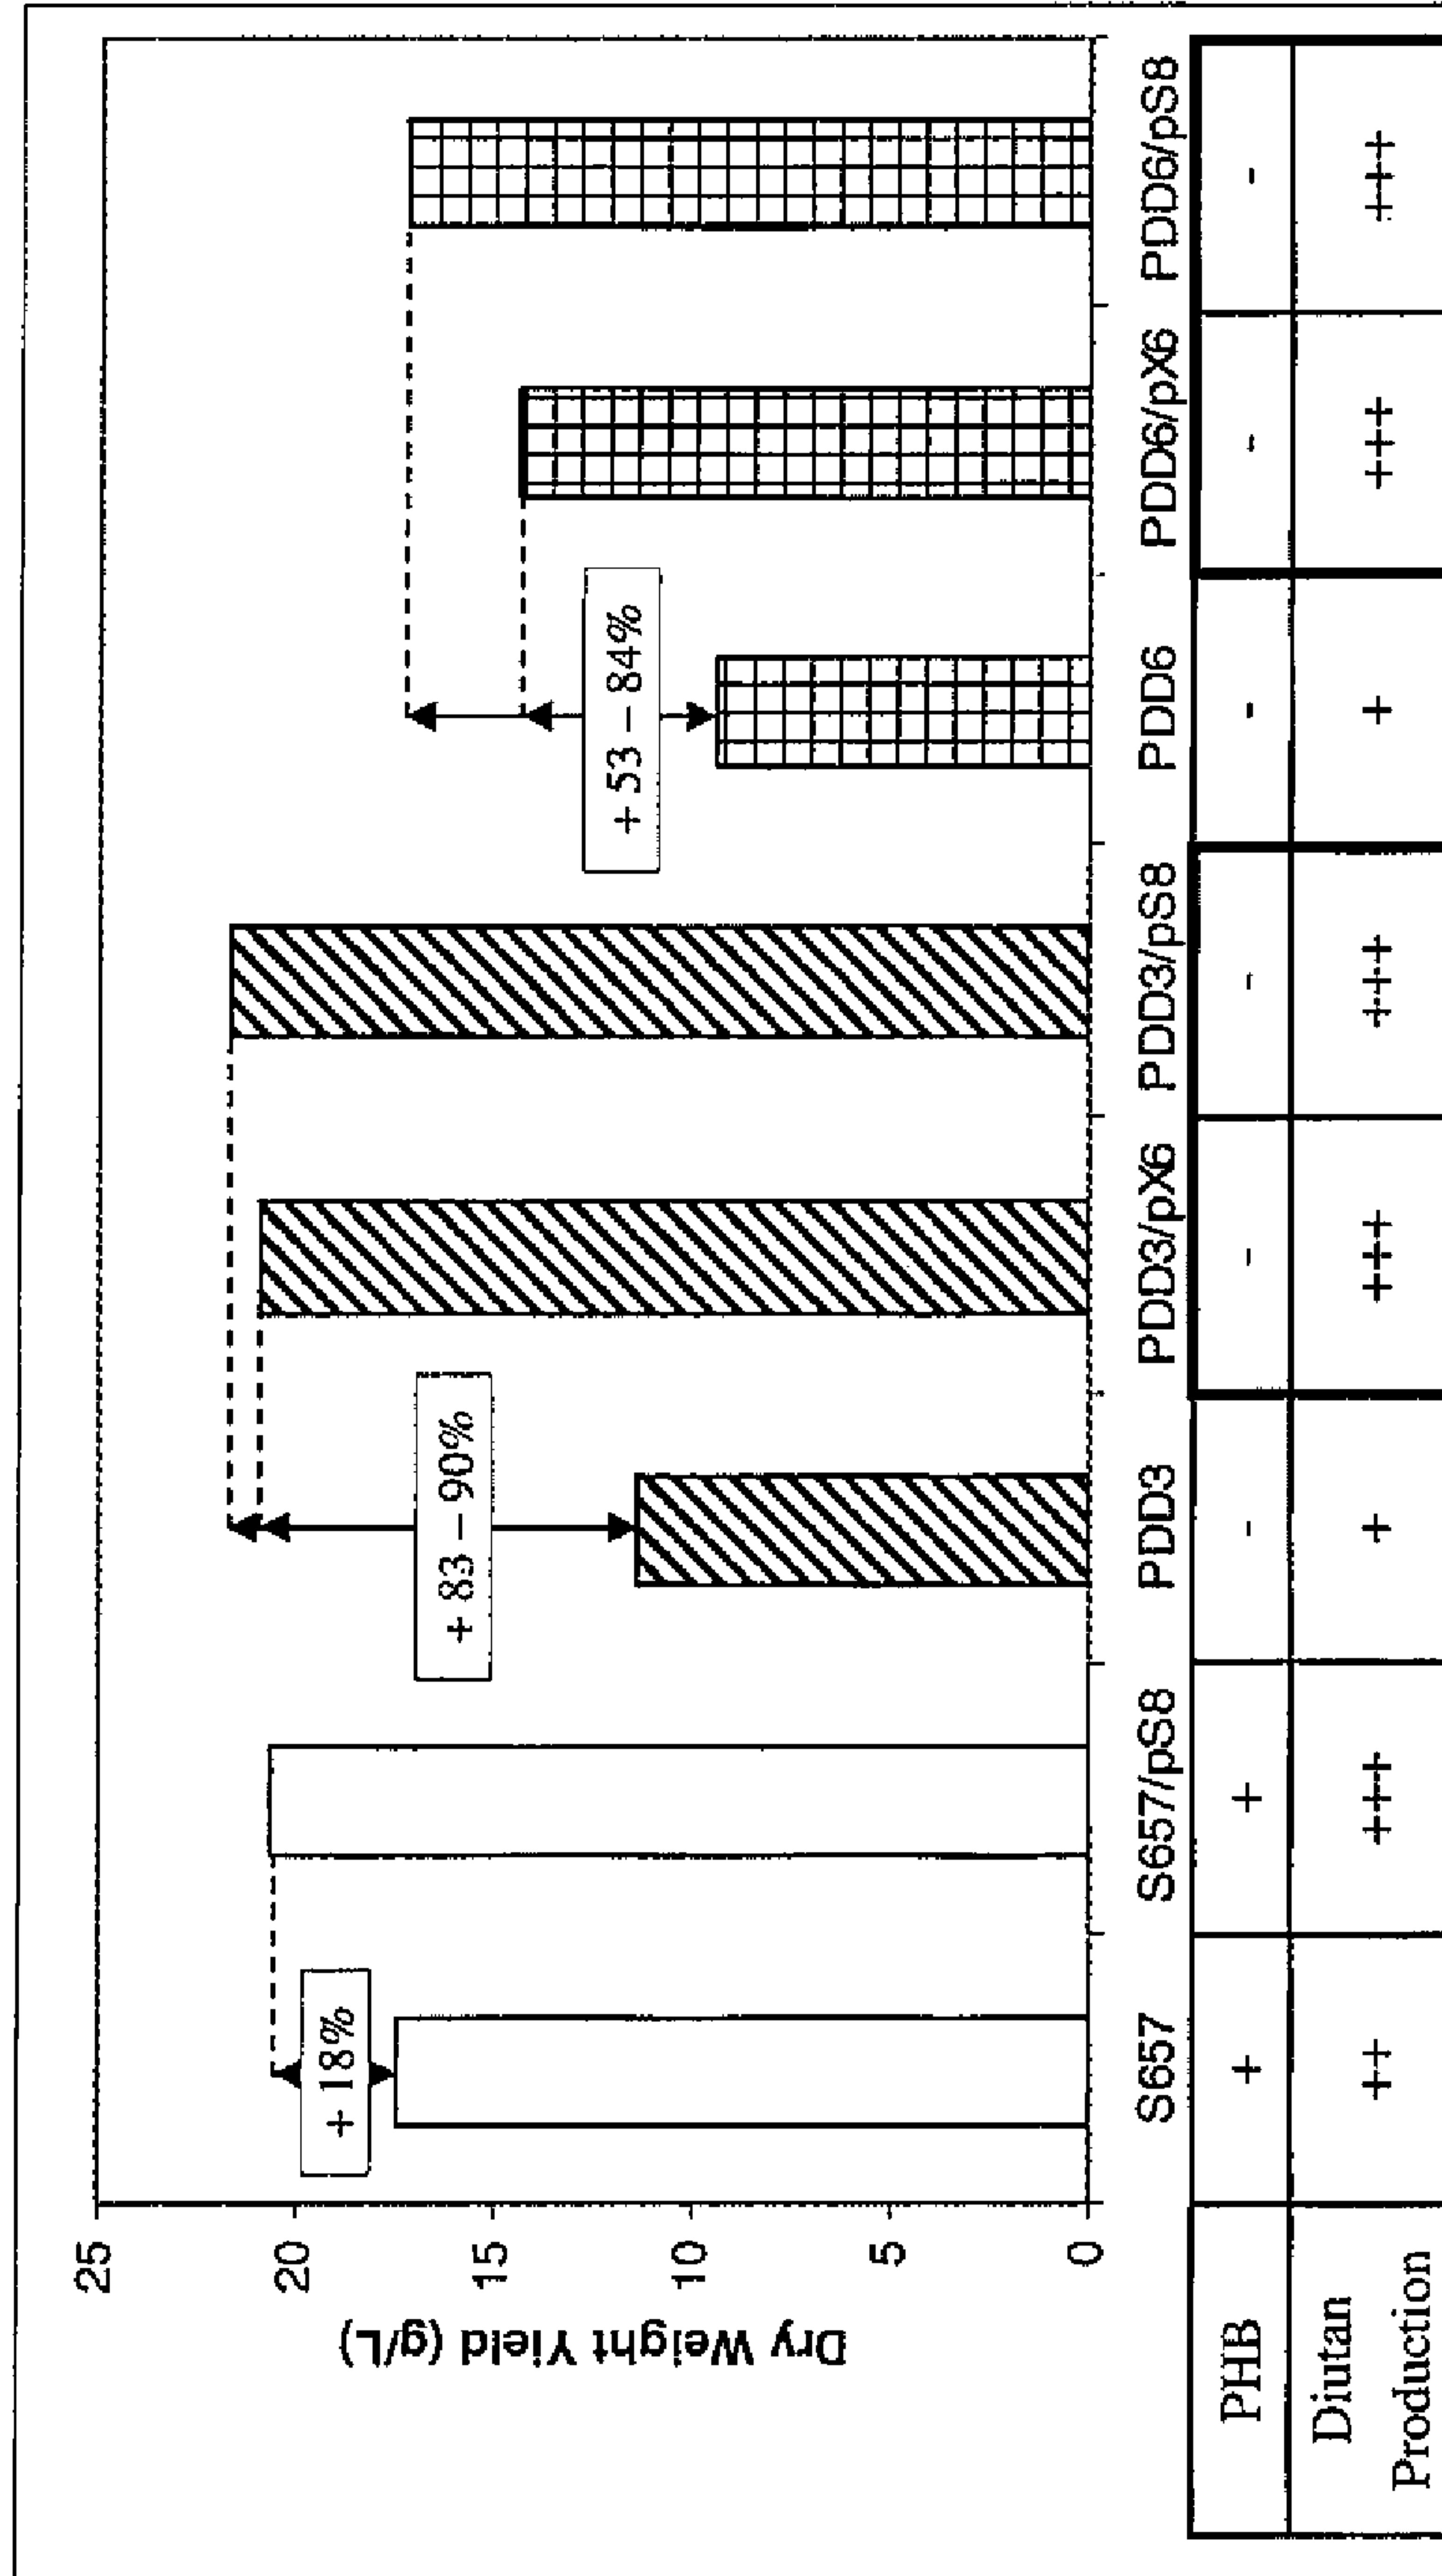 Dry Weight Yield (g/L)
25
20
15
10
5
0
+ 18%
+ 83 – 90%
+ 53 – 84%
S657 S657/pS8 PDD3 PDD3/pX6 PDD3/pS8 PDD6 PDD6/pX6 PDD6/pS8
PHB + + - - - - - -
Diutan
Production ++ +++ + +++ +++ + +++ +++